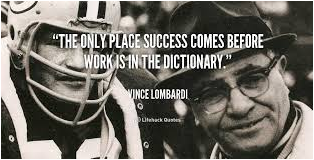 “THE ONLY PLACE SUCCESS COMES BEFORE
WORK IS IN THE DICTIONARY.”
VINCE LOMBARDI
Lifehack Quotes